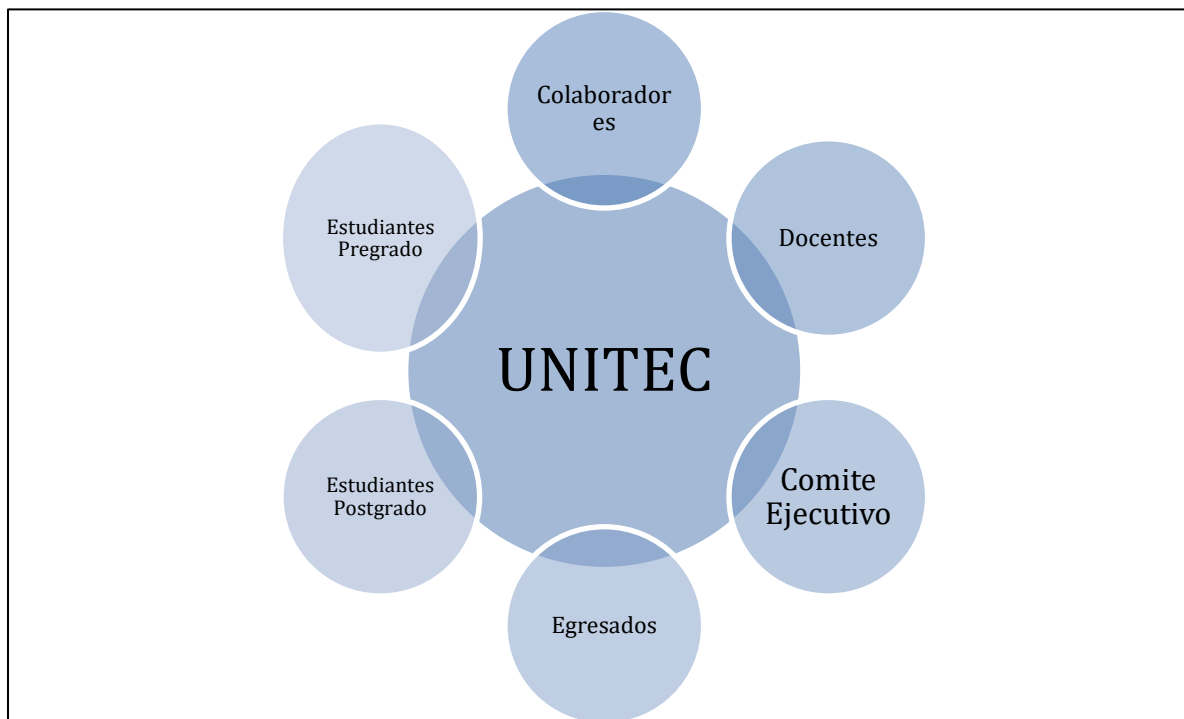 Colaborador
es
Docentes
Estudiantes
Pregrado
UNITEC
Comite
Ejecutivo
Estudiantes
Postgrado
Egresados